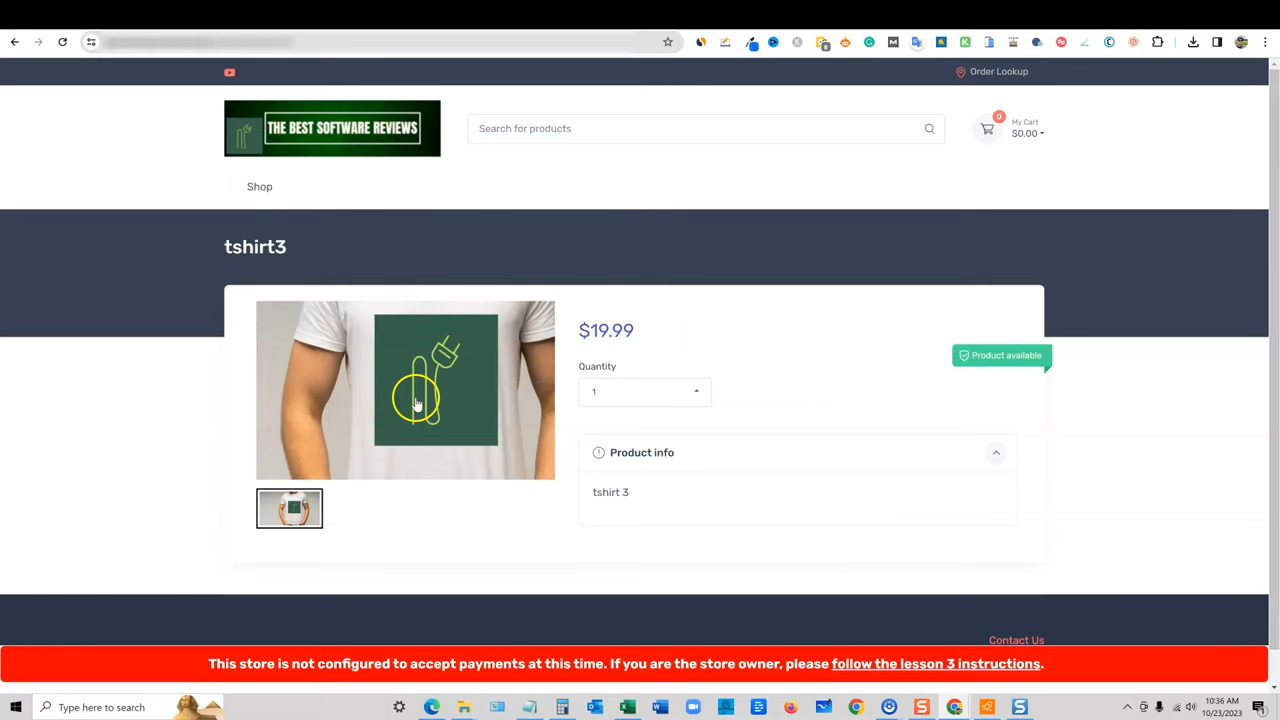 Order Lookup
THE BEST SOFTWARE REVIEWS
Search for products
0
My Cart
$0.00
Shop
tshirt3
$19.99
Product available
Quantity
1
Product info
tshirt 3
Contact Us
This store is not configured to accept payments at this time. If you are the store owner, please follow the lesson 3 instructions.
Type here to search
10:36 AM
10/23/2023